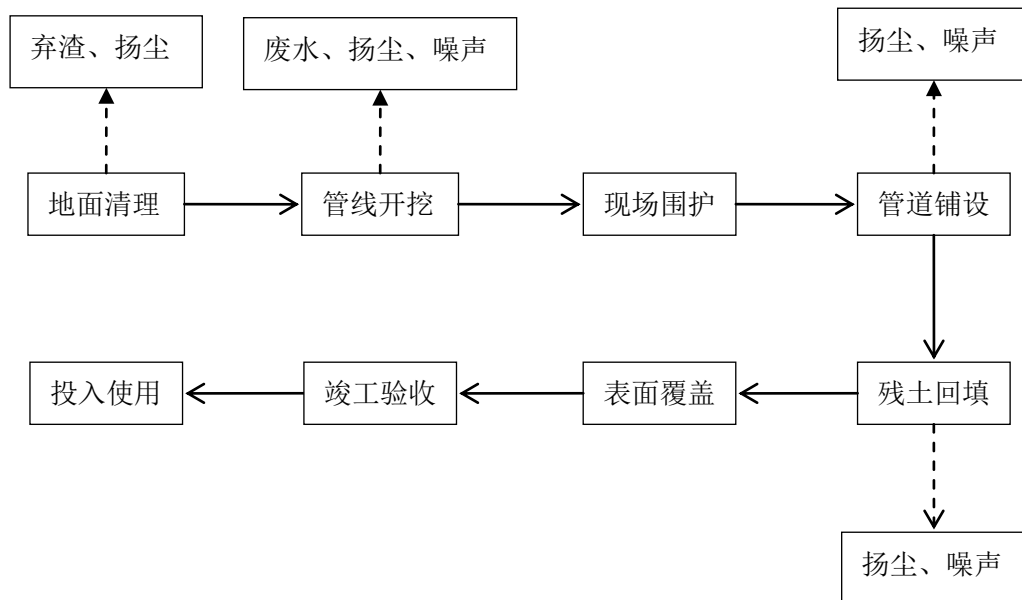 弃渣、扬尘
废水、扬尘、噪声
扬尘、噪声
地面清理
管线开挖
现场围护
管道铺设
投入使用
竣工验收
表面覆盖
残土回填
扬尘、噪声